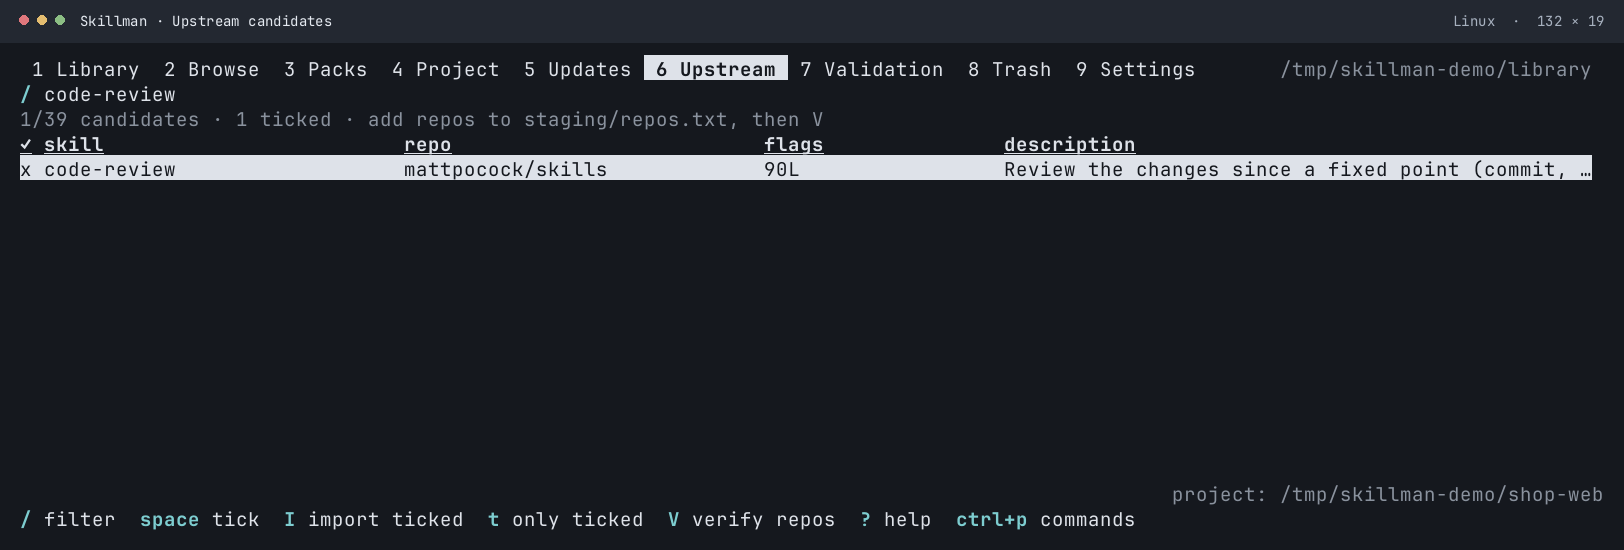 Skillman · Upstream candidates Linux · 132 × 19
1 Library 2 Browse 3 Packs 4 Project 5 Updates 6 Upstream 7 Validation 8 Trash 9 Settings /tmp/skillman-demo/library
/ code-review
1/39 candidates · 1 ticked · add repos to staging/repos.txt, then V
✓ skill repo flags description
x code-review mattpocock/skills 90L Review the changes since a fixed point (commit, …
project: /tmp/skillman-demo/shop-web
/ filter space tick I import ticked t only ticked V verify repos ? help ctrl+p commands